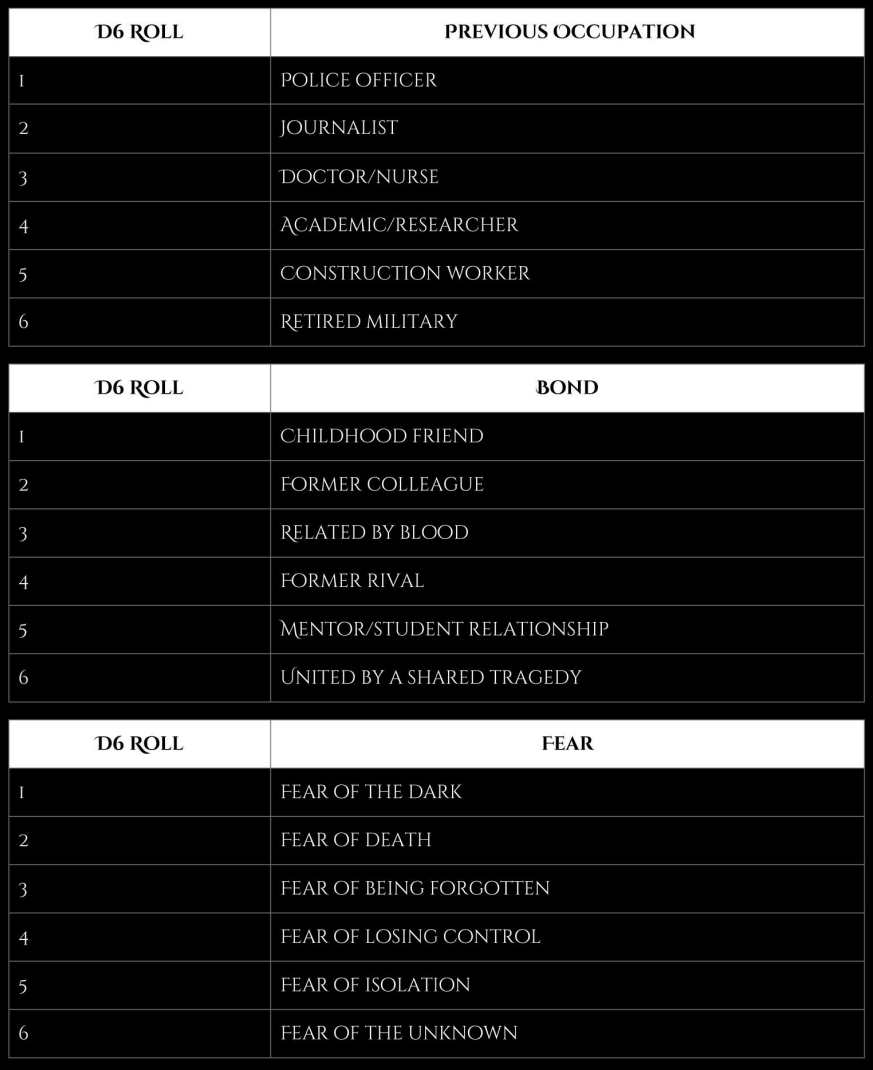 D6 Roll Previous Occupation
1 Police Officer
2 Journalist
3 Doctor/Nurse
4 Academic/Researcher
5 Construction Worker
6 Retired Military
D6 Roll Bond
1 Childhood friend
2 Former colleague
3 Related by blood
4 Former rival
5 Mentor/student relationship
6 United by a shared tragedy
D6 Roll Fear
1 Fear of the dark
2 Fear of death
3 Fear of being forgotten
4 Fear of losing control
5 Fear of isolation
6 Fear of the unknown